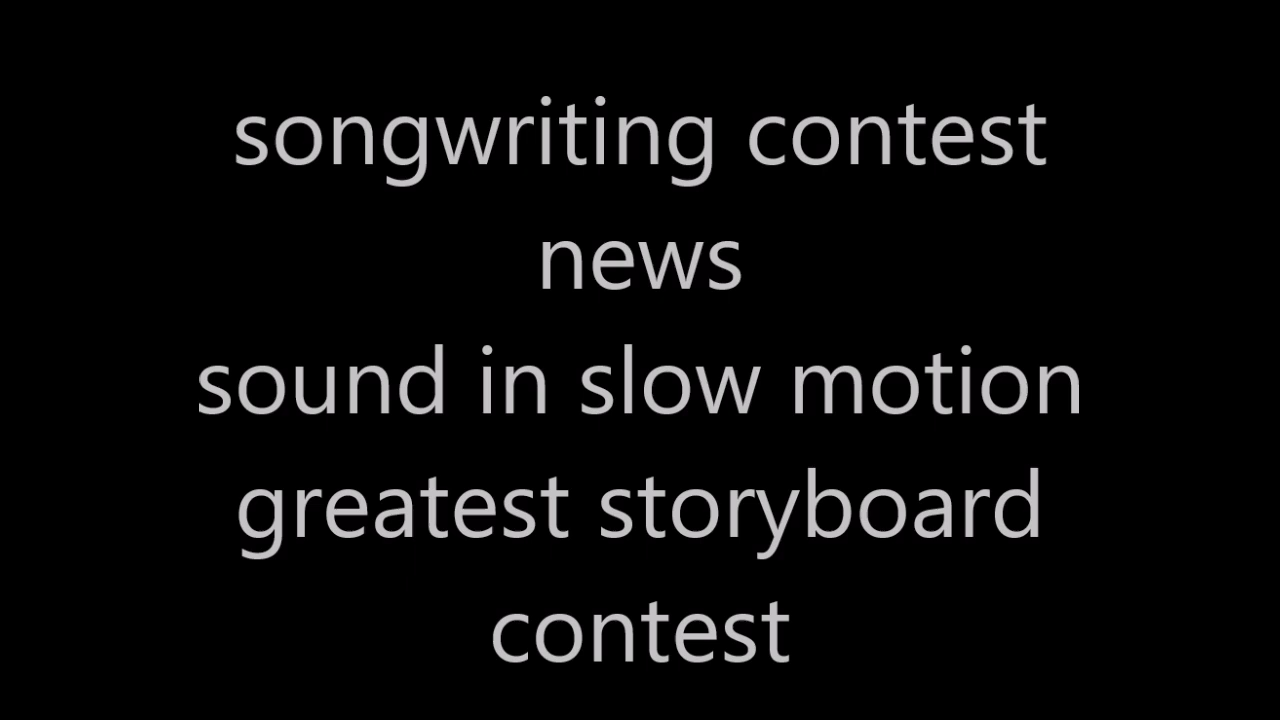 songwriting contest
news
sound in slow motion
greatest storyboard
contest